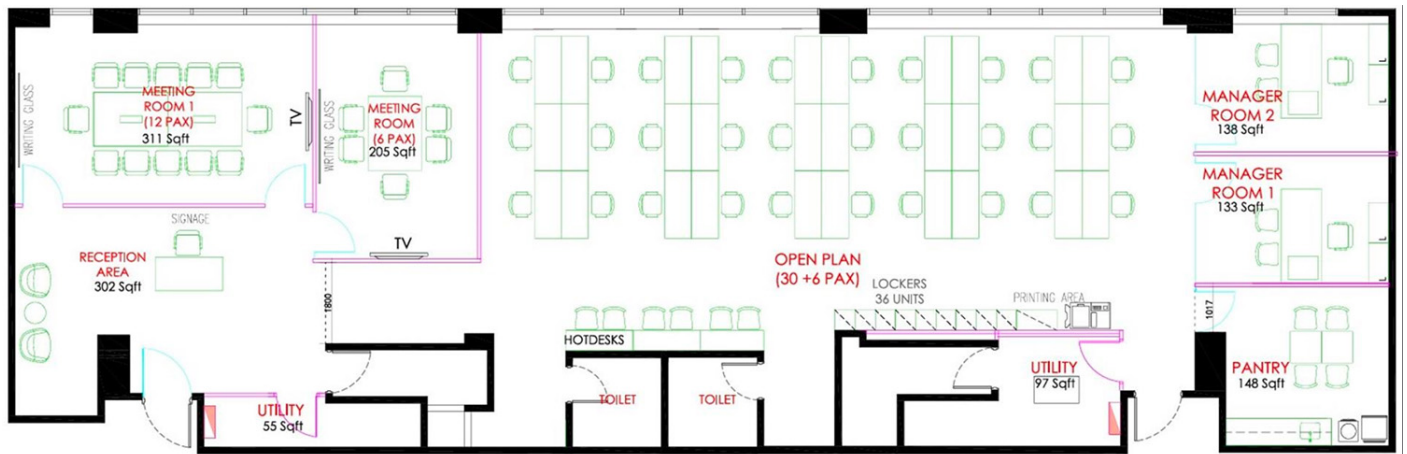 WRITING GLASS
MEETING
ROOM 1
(12 PAX)
311 Sqft
TV
WRITING GLASS
MEETING
ROOM
(6 PAX)
205 Sqft
TV
MANAGER
ROOM 2
138 Sqft
L
L
MANAGER
ROOM 1
133 Sqft
L
L
SIGNAGE
RECEPTION
AREA
302 Sqft
1800
OPEN PLAN
(30 +6 PAX)
LOCKERS
36 UNITS
PRINTING AREA
1017
HOTDESKS
UTILITY
55 Sqft
TOILET
TOILET
UTILITY
97 Sqft
PANTRY
148 Sqft